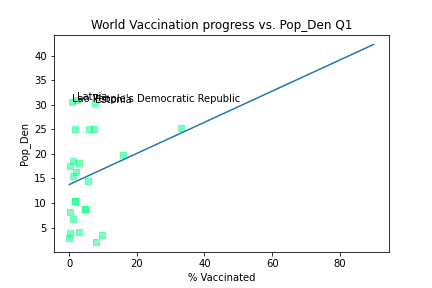 World Vaccination progress vs. Pop_Den Q1
Pop_Den
40
35
30
25
20
15
10
5
Latvia
Lao People's Democratic Republic
Estonia
0
20
40
60
80
% Vaccinated